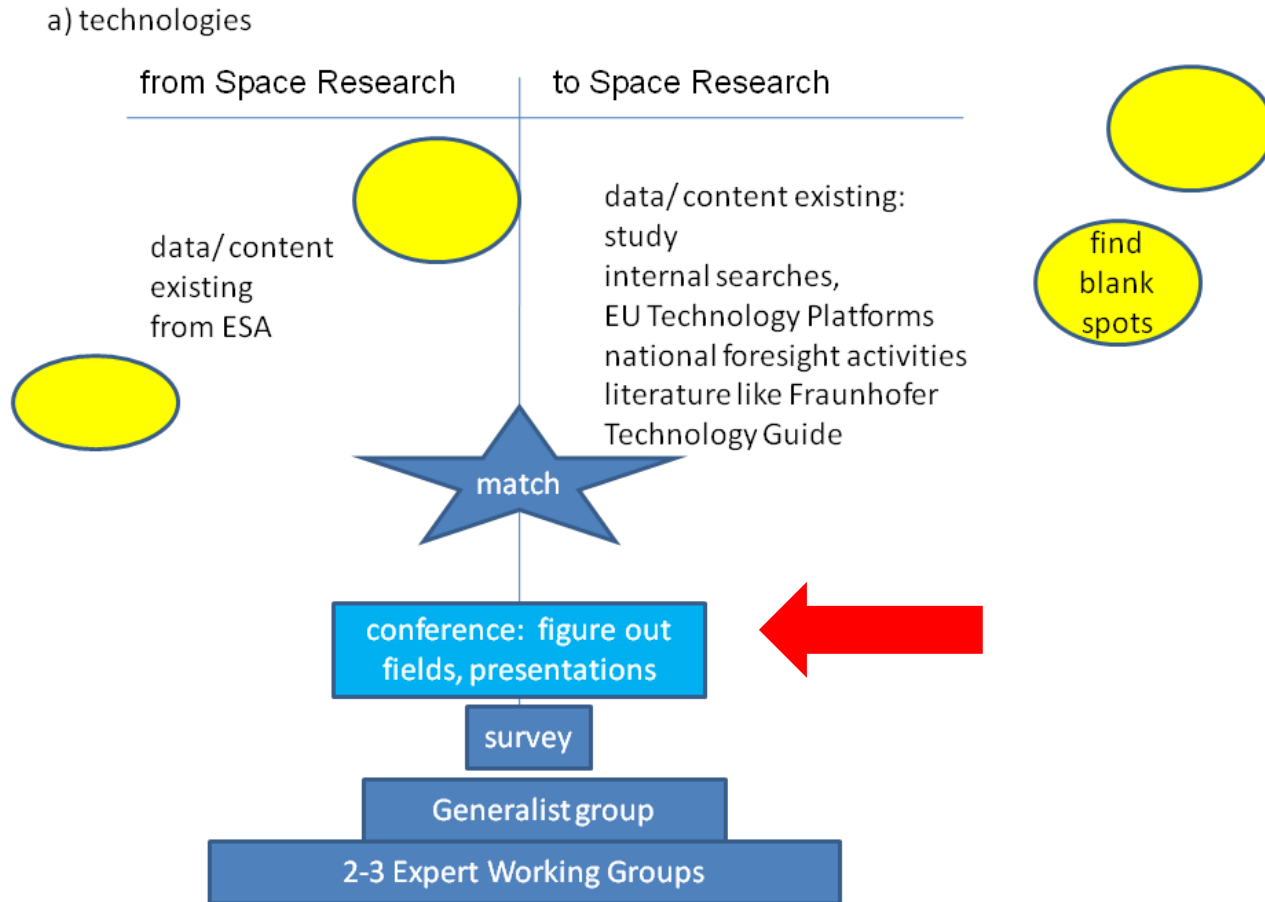 a) technologies
from Space Research
to Space Research
data/ content
existing
from ESA
data/ content existing:
study
internal searches,
EU Technology Platforms
national foresight activities
literature like Fraunhofer
Technology Guide
find
blank
spots
match
conference: figure out
fields, presentations
survey
Generalist group
2-3 Expert Working Groups